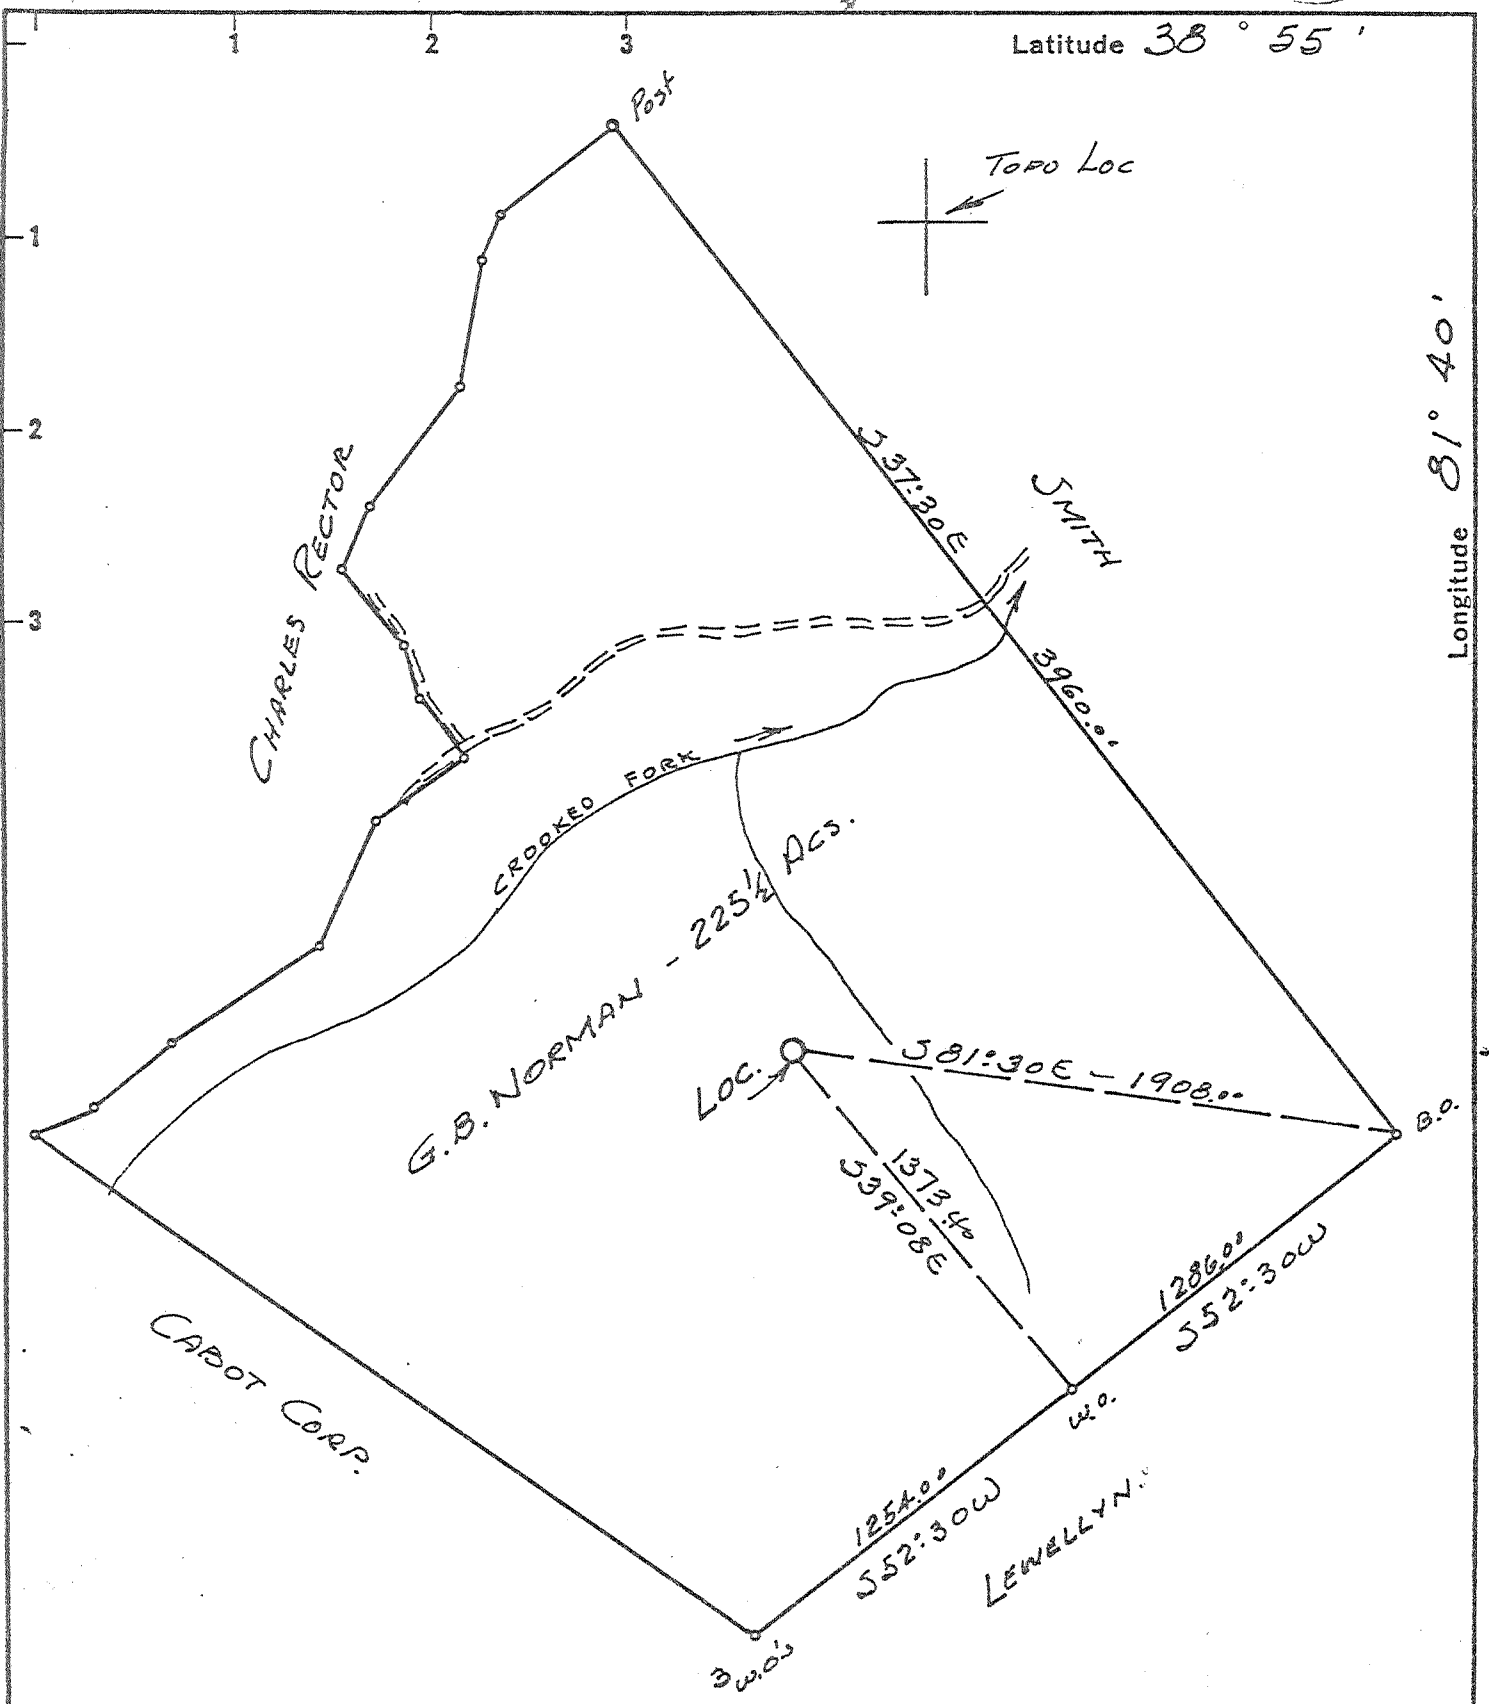 1 2 3
Latitude 38° 55'
Post
TOPO LOC
1
2
3
Longitude 81° 40'
S37:30E
3960.00
SMITH
CHARLES RECTOR
CROOKED FORK
G.B. NORMAN - 225½ ACS.
LOC.
S81:30E - 1908.00
B.O.
1373.40
S39:08E
1286.00
S52:30W
W.O.
CABOT CORP.
1254.00
S52:30W
LEWELLYN.
3 W.O's